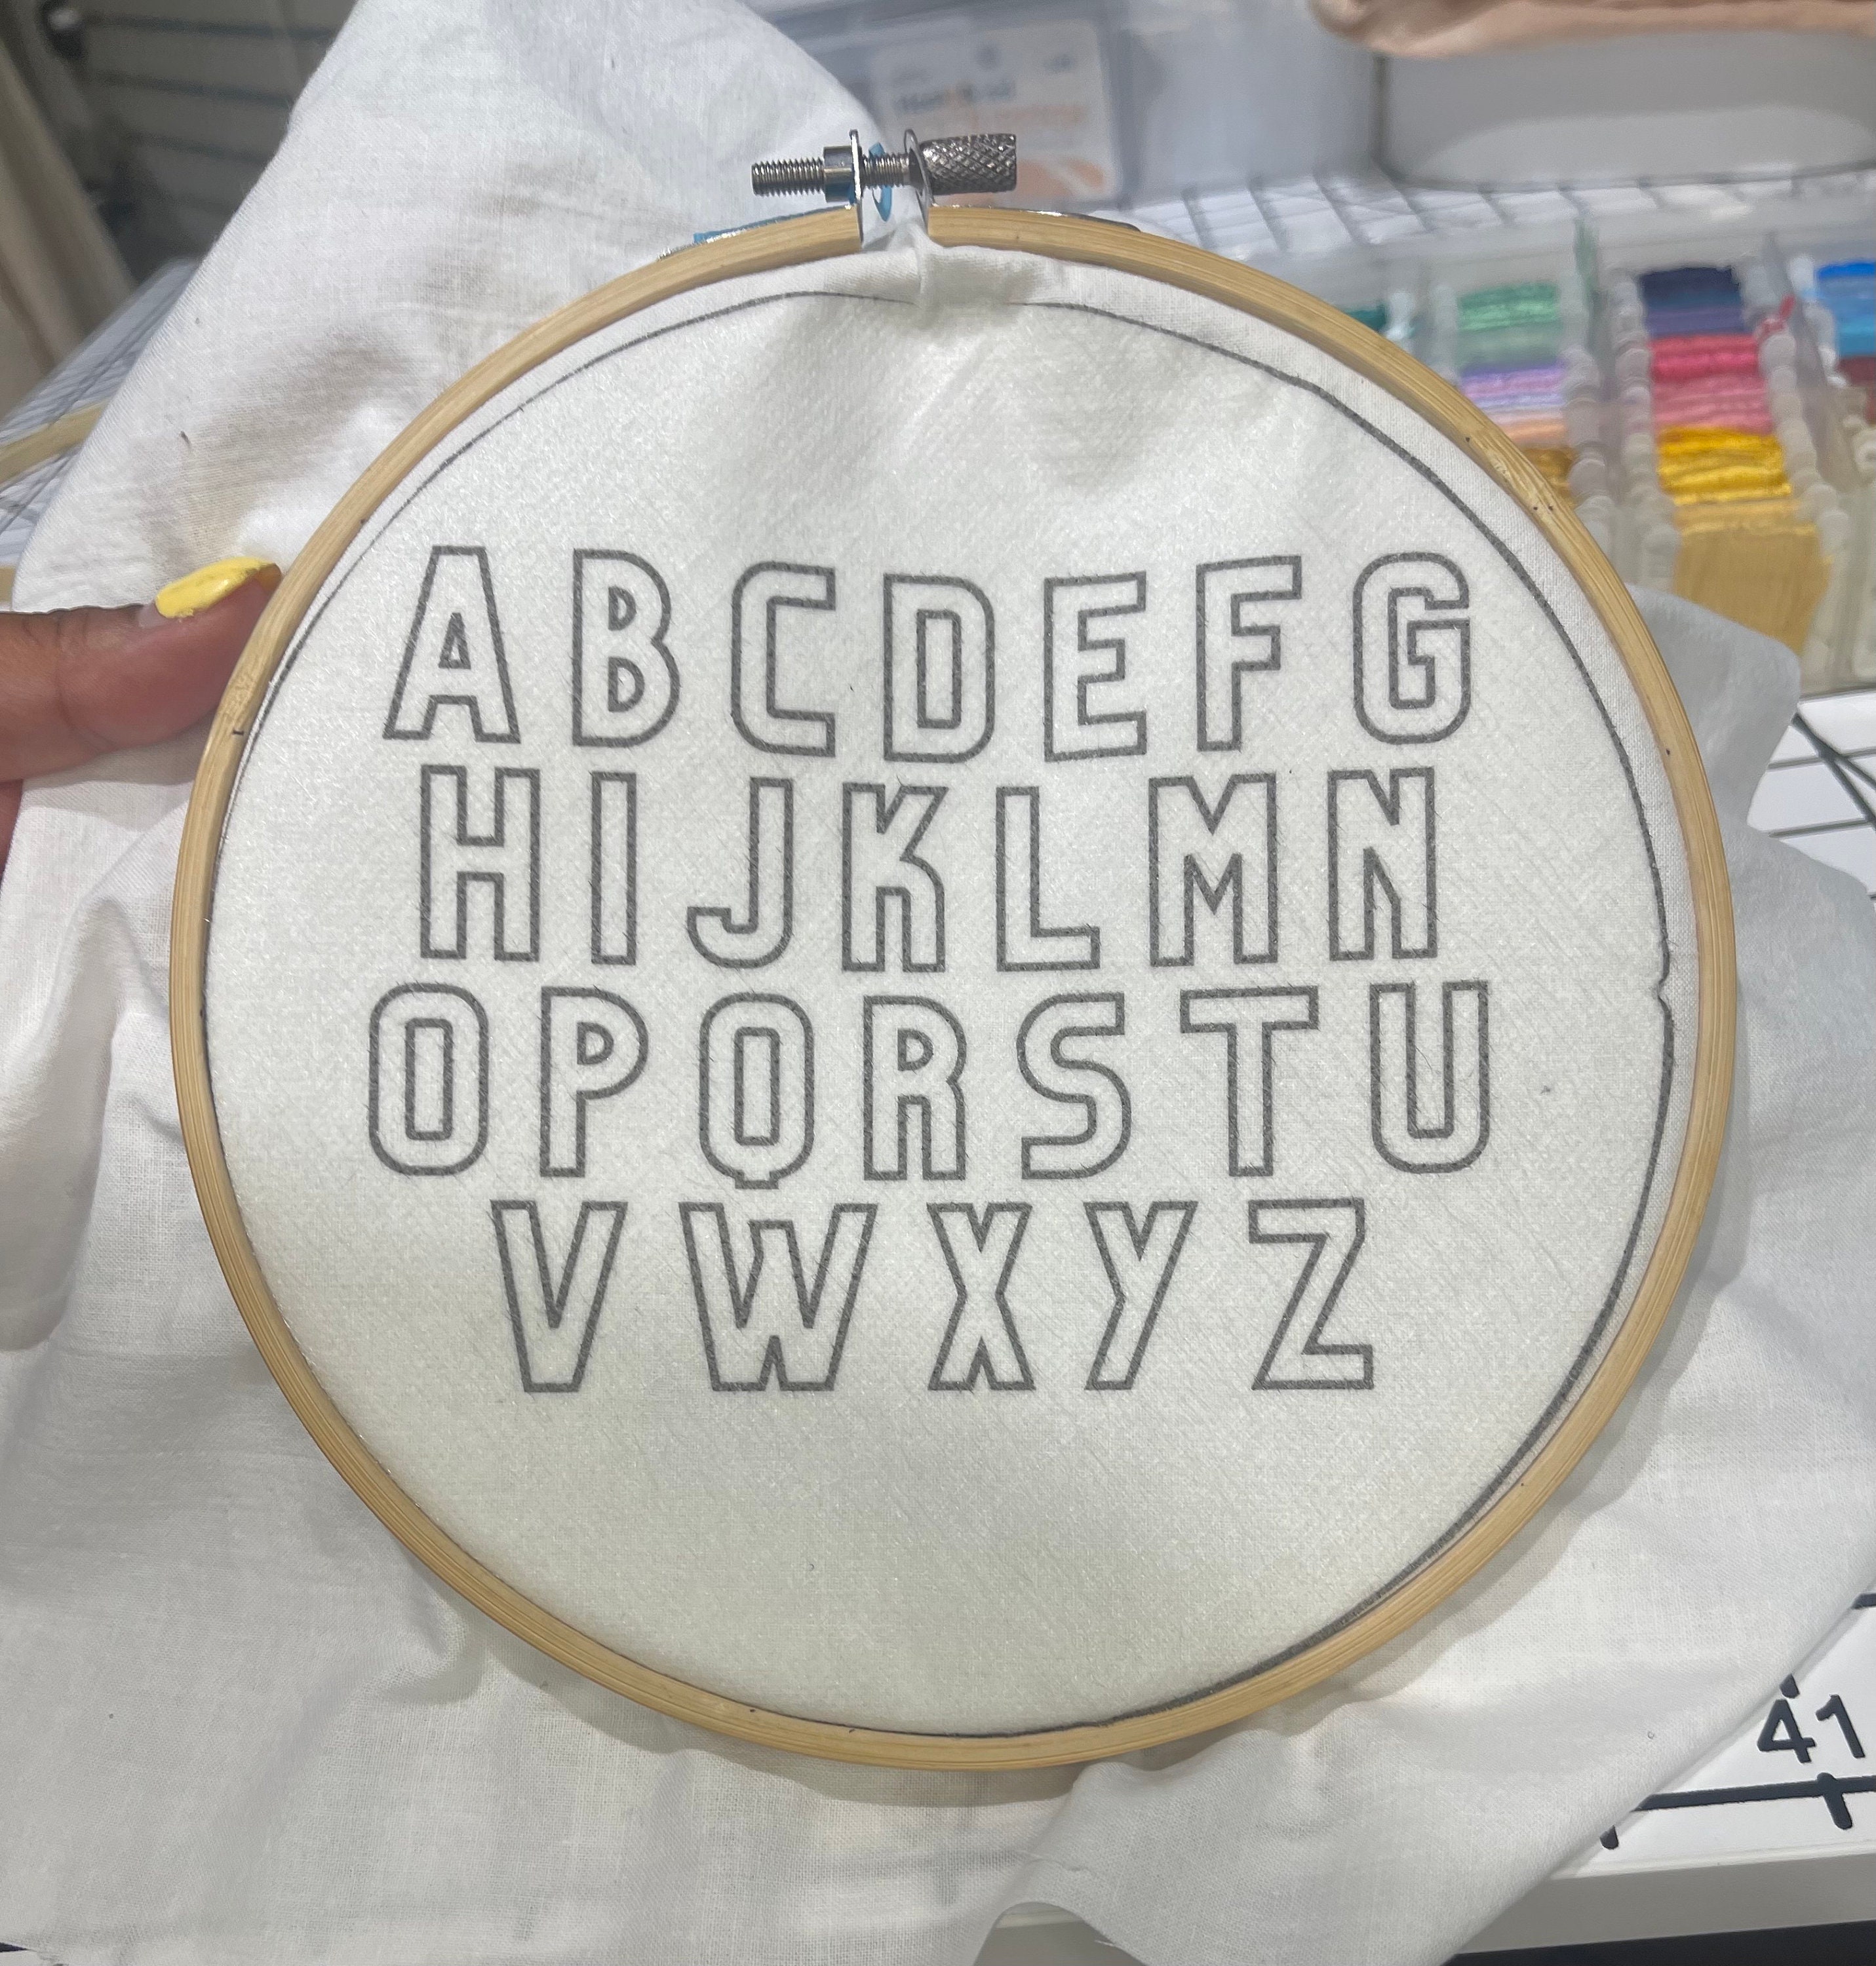 ABCDEFG
HIJKLMN
OPQRSTU
VWXYZ
41